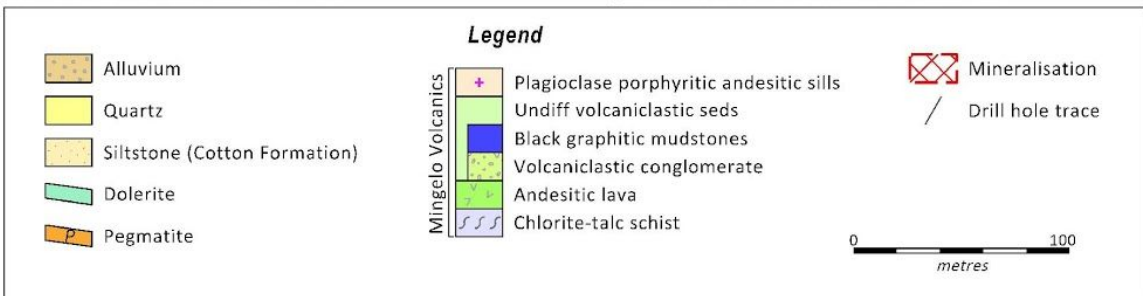 Legend
Alluvium
Quartz
Siltstone (Cotton Formation)
Dolerite
P
Pegmatite
Mingelo Volcanics
Plagioclase porphyritic andesitic sills
Undiff volcaniclastic seds
Black graphitic mudstones
Volcaniclastic conglomerate
Andesitic lava
Chlorite-talc schist
Mineralisation
Drill hole trace
0 100
metres